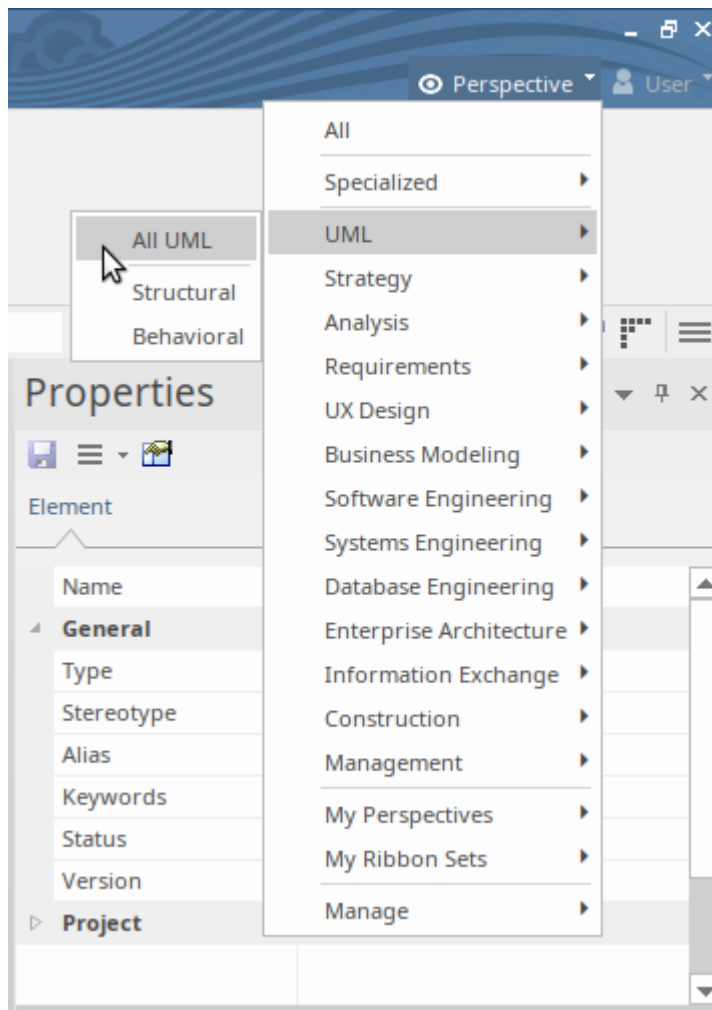 Perspective
User
All
Specialized
UML
Strategy
Analysis
Requirements
UX Design
Business Modeling
Software Engineering
Systems Engineering
Database Engineering
Enterprise Architecture
Information Exchange
Construction
Management
My Perspectives
My Ribbon Sets
Manage
All UML
Structural
Behavioral
Properties
Element
Name
General
Type
Stereotype
Alias
Keywords
Status
Version
Project